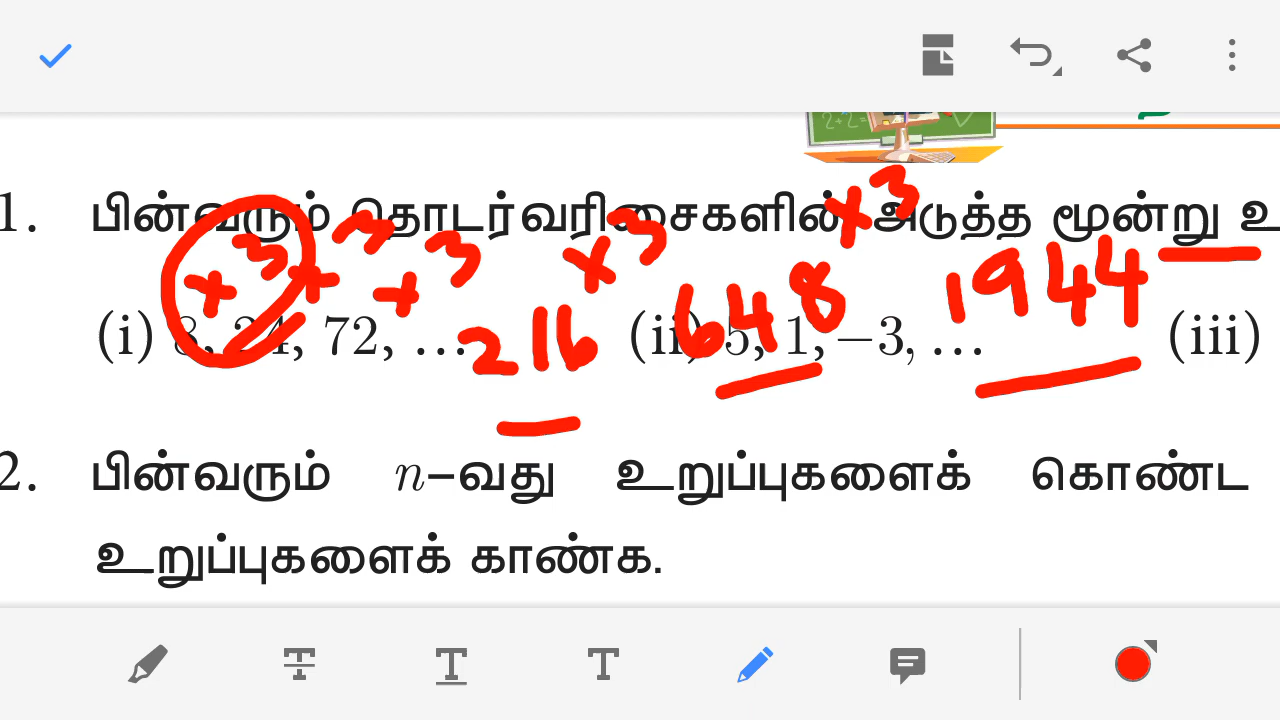 1. பின்வரும் தொடர்வரிசைகளின் அடுத்த மூன்று உ
×3 ×3 ×3 ×3 ×3
(i) 8, 24, 72, … 216 648 1944 (ii) 5, 1, −3, … (iii)
2. பின்வரும் n–வது உறுப்புகளைக் கொண்ட
உறுப்புகளைக் காண்க.